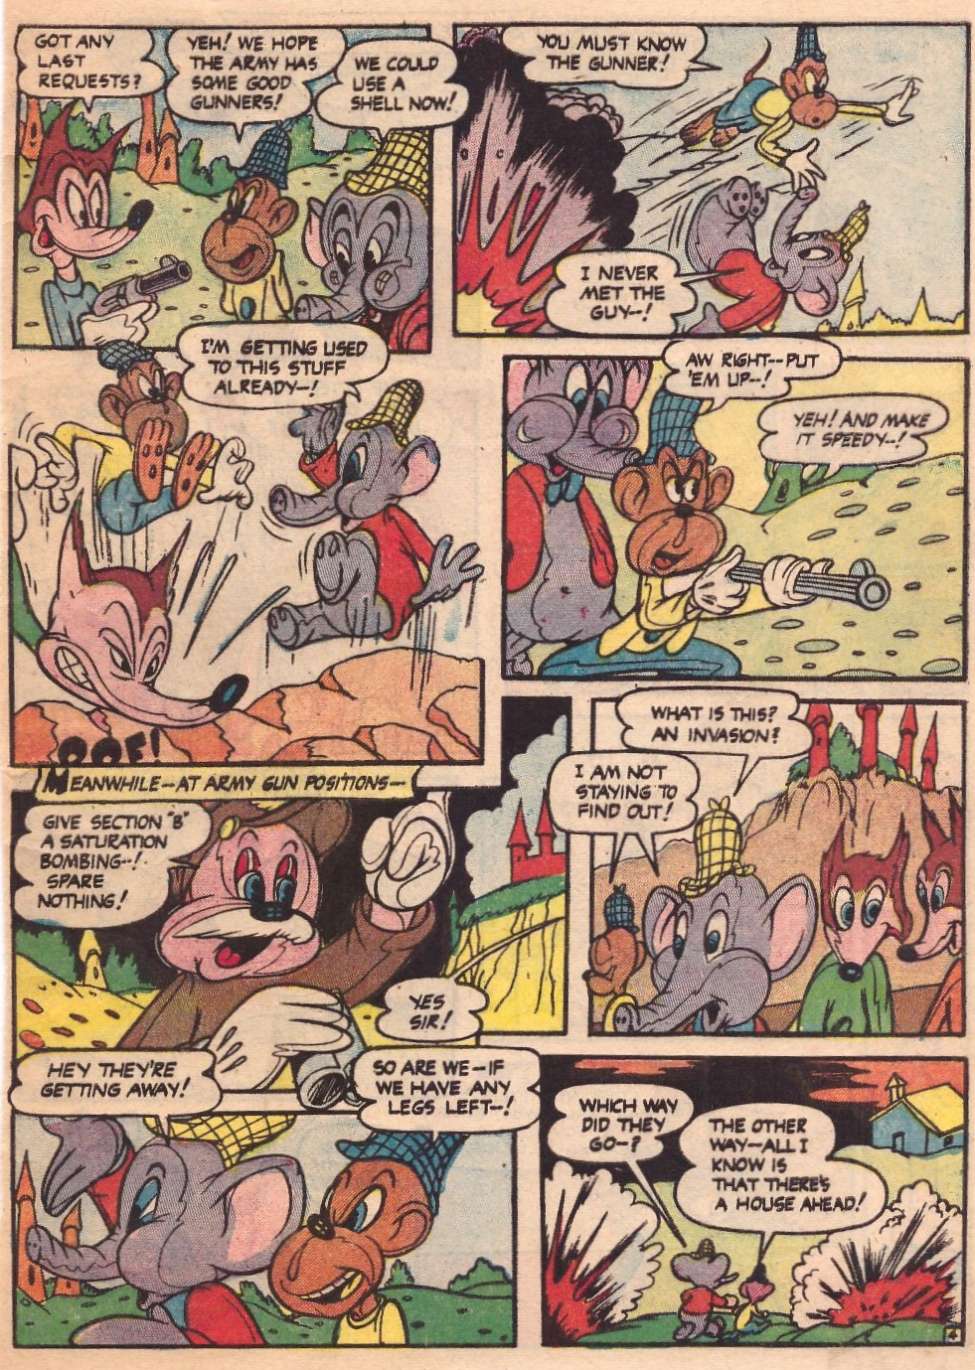 GOT ANY
LAST
REQUESTS?
YEH! WE HOPE
THE ARMY HAS
SOME GOOD
GUNNERS!
WE COULD
USE A
SHELL NOW!
YOU MUST KNOW
THE GUNNER!
I NEVER
MET THE
GUY--!
I'M GETTING USED
TO THIS STUFF
ALREADY--!
OOF!
AW RIGHT--PUT
'EM UP--!
YEH! AND MAKE
IT SPEEDY--!
MEANWHILE--AT ARMY GUN POSITIONS--
GIVE SECTION "B"
A SATURATION
BOMBING--!
SPARE
NOTHING!
YES
SIR!
WHAT IS THIS?
AN INVASION?
I AM NOT
STAYING TO
FIND OUT!
HEY THEY'RE
GETTING AWAY!
SO ARE WE--IF
WE HAVE ANY
LEGS LEFT--!
WHICH WAY
DID THEY
GO--?
THE OTHER
WAY--ALL I
KNOW IS
THAT THERE'S
A HOUSE AHEAD!
4